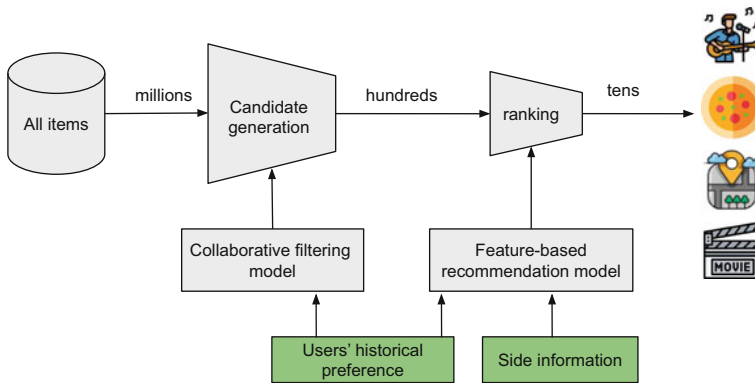 millions
hundreds
tens
All items
Candidate
generation
ranking
Collaborative filtering
model
Feature-based
recommendation model
MOVIE
Users' historical
preference
Side information